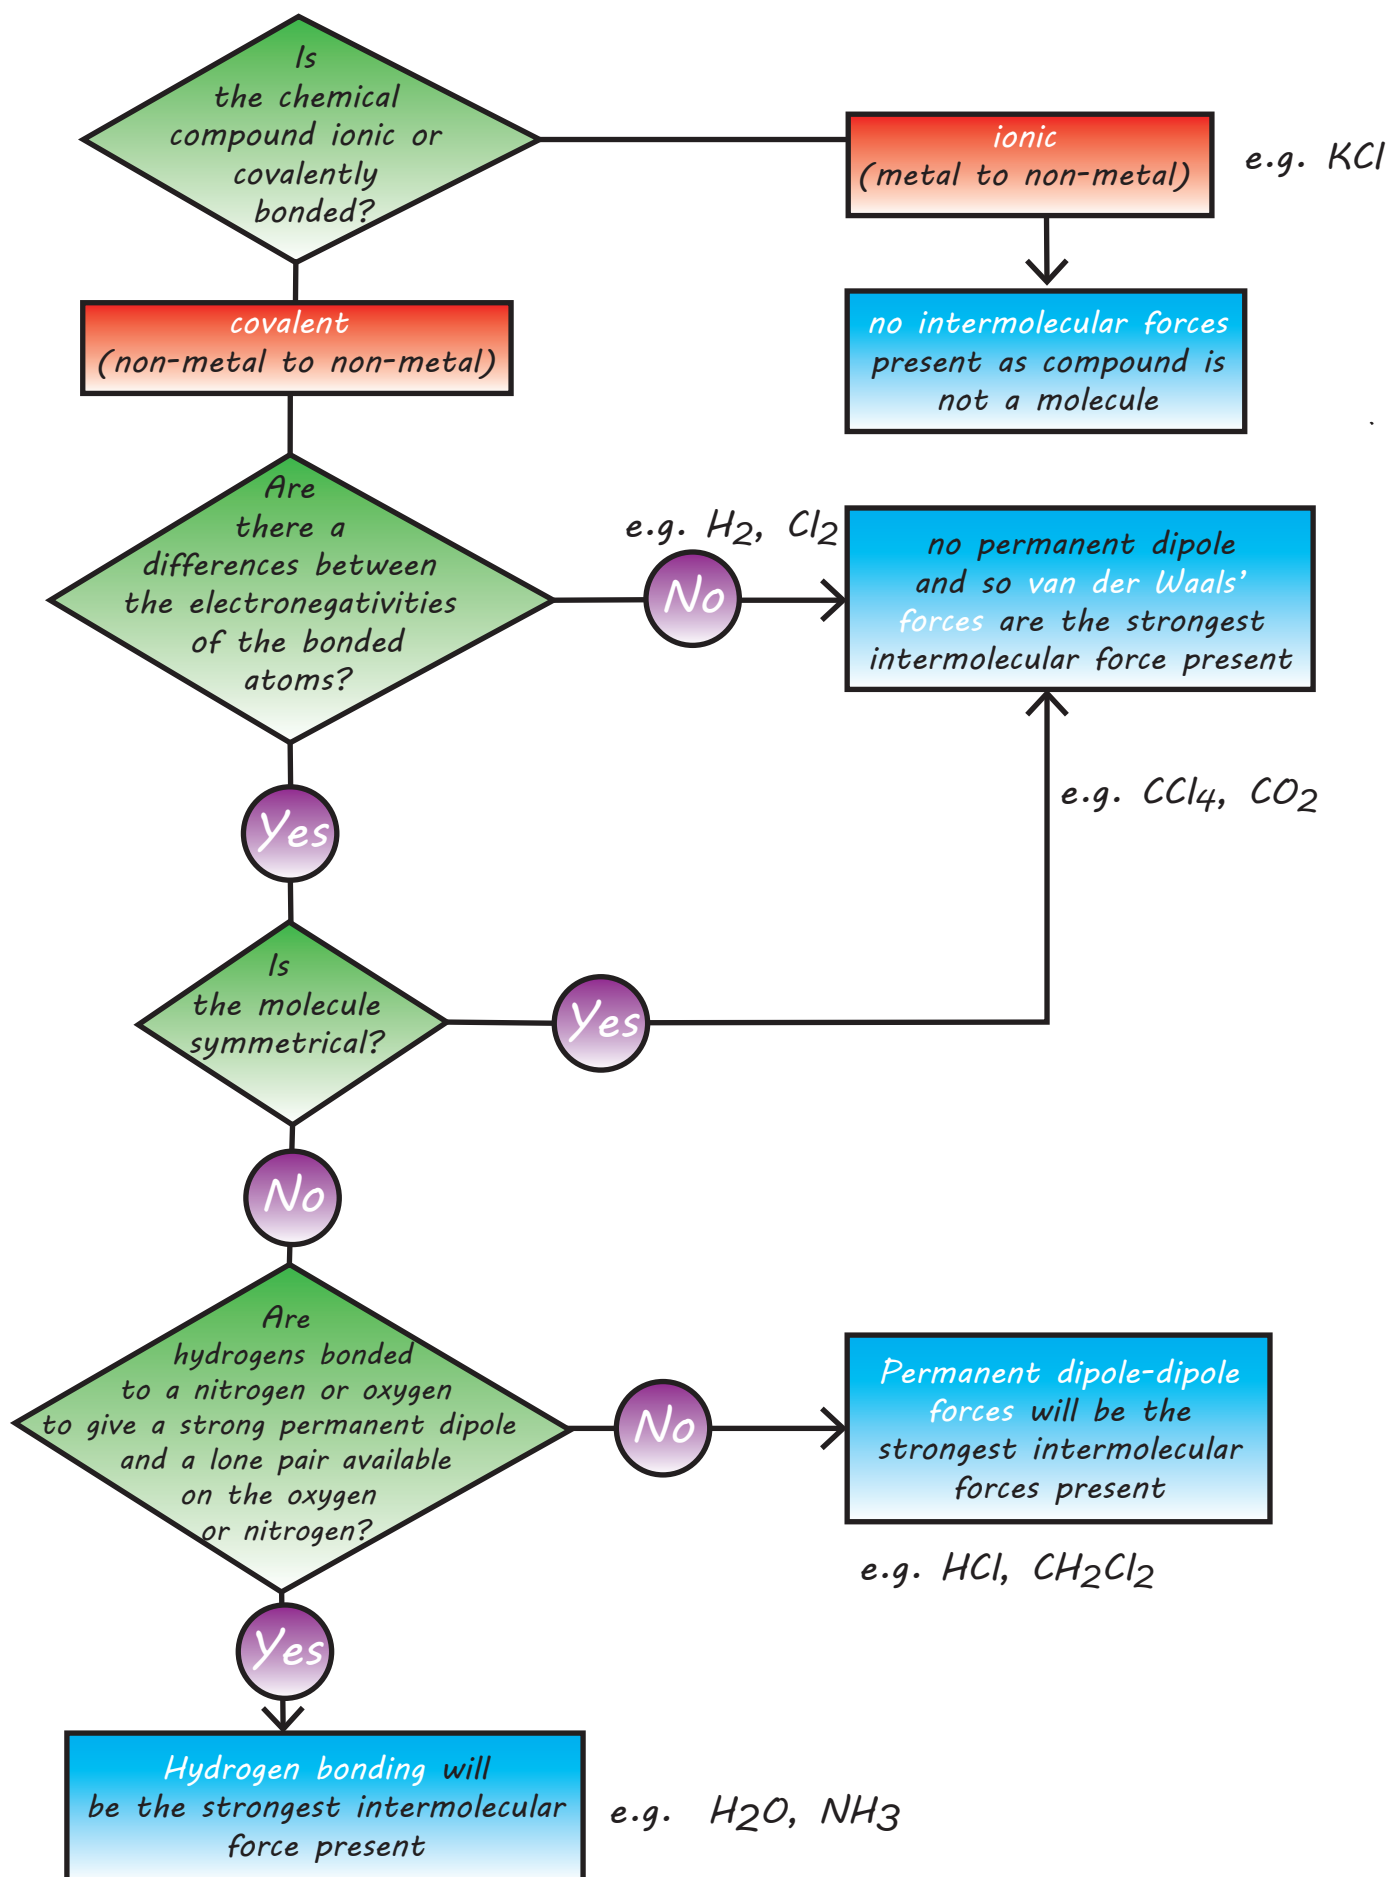 Is
the chemical
compound ionic or
covalently
bonded?
ionic
(metal to non-metal)
e.g. KCl
no intermolecular forces
present as compound is
not a molecule
covalent
(non-metal to non-metal)
Are
there a
differences between
the electronegativities
of the bonded
atoms?
No
e.g. H2, Cl2
no permanent dipole
and so van der Waals'
forces are the strongest
intermolecular force present
Yes
e.g. CCl4, CO2
Is
the molecule
symmetrical?
Yes
No
Are
hydrogens bonded
to a nitrogen or oxygen
to give a strong permanent dipole
and a lone pair available
on the oxygen
or nitrogen?
No
Permanent dipole-dipole
forces will be the
strongest intermolecular
forces present
e.g. HCl, CH2Cl2
Yes
Hydrogen bonding will
be the strongest intermolecular
force present
e.g. H2O, NH3